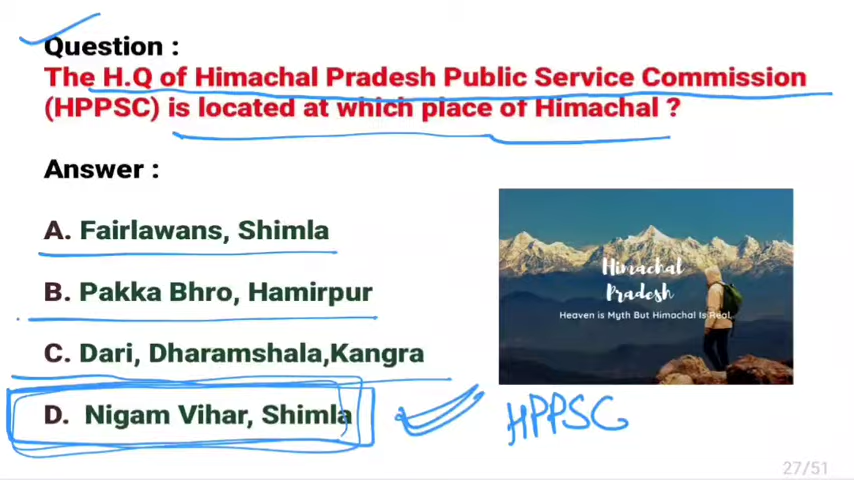 Question :
The H.Q of Himachal Pradesh Public Service Commission
(HPPSC) is located at which place of Himachal ?
Answer :
A. Fairlawans, Shimla
B. Pakka Bhro, Hamirpur
C. Dari, Dharamshala,Kangra
D. Nigam Vihar, Shimla
Himachal
Pradesh
Heaven is Myth But Himachal Is Real.
HPPSC
27/51